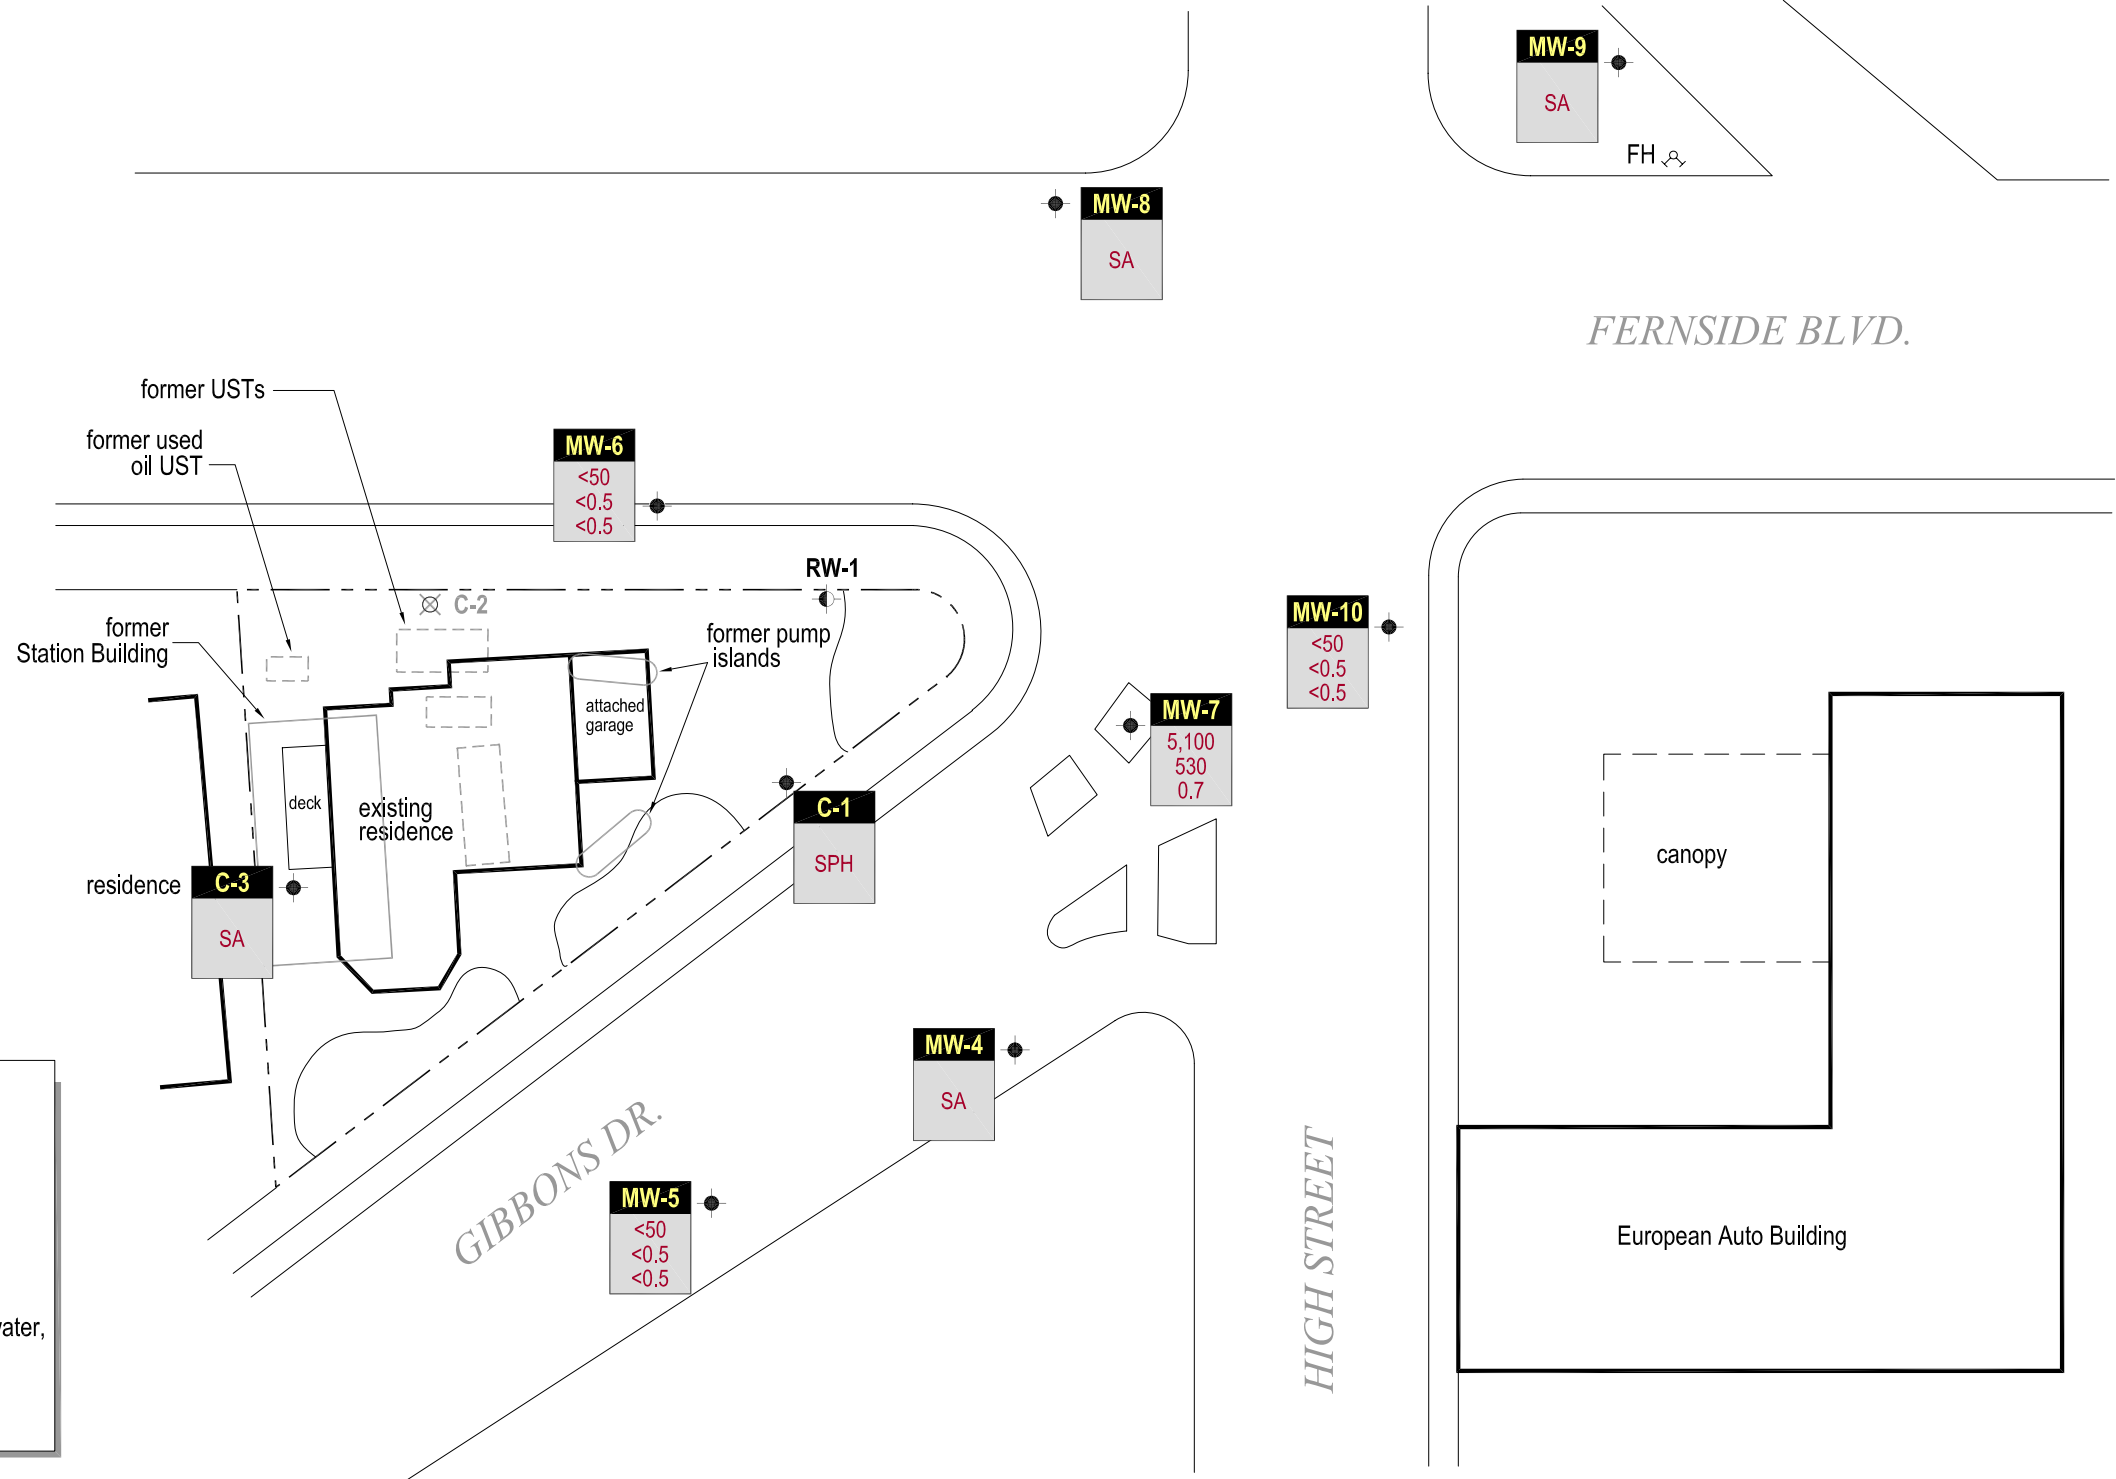 MW-9
SA
FH
MW-8
SA
FERNSIDE BLVD.
former USTs
former used
oil UST
MW-6
<50
<0.5
<0.5
RW-1
C-2
former
Station Building
former pump
islands
MW-10
<50
<0.5
<0.5
attached
garage
MW-7
5,100
530
0.7
deck
existing
residence
C-1
SPH
canopy
residence
C-3
SA
MW-4
SA
GIBBONS DR.
HIGH STREET
MW-5
<50
<0.5
<0.5
European Auto Building